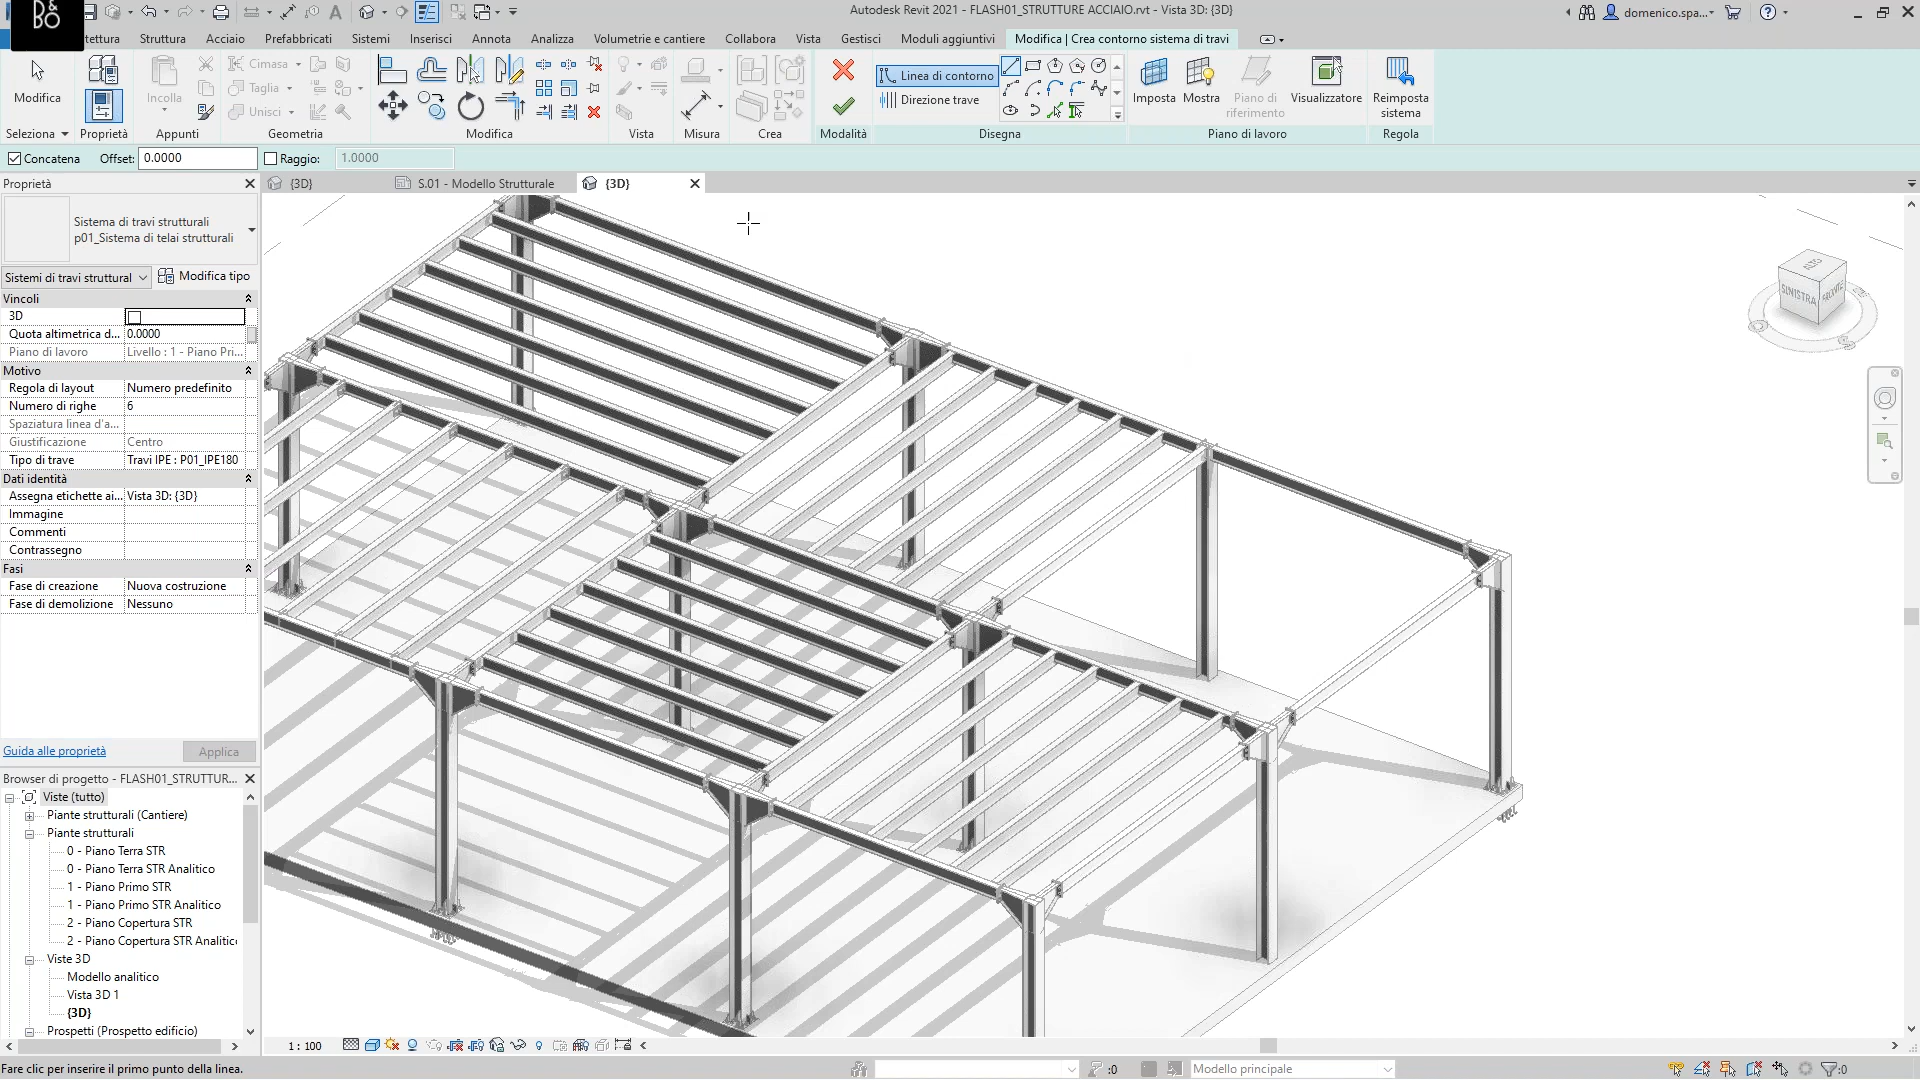 D&
BO
Autodesk Revit 2021 - FLASH01_STRUTTURE ACCIAIO.rvt - Vista 3D: {3D}
domenico.spa...
tettura Struttura Acciaio Prefabbricati Sistemi Inserisci Annota Analizza Volumetrie e cantiere Collabora Vista Gestisci Moduli aggiuntivi Modifica | Crea contorno sistema di travi
Modifica
Incolla
Cimasa
Taglia
Unisci
Linea di contorno
Direzione trave
Imposta Mostra Piano di riferimento Visualizzatore Reimposta sistema
Seleziona Proprietà Appunti Geometria Modifica Vista Misura Crea Modalità Disegna Piano di lavoro Regola
Concatena Offset: 0.0000 Raggio: 1.0000
Proprietà
{3D} S.01 - Modello Strutturale {3D}
Sistema di travi strutturali
p01_Sistema di telai strutturali
Sistemi di travi struttural Modifica tipo
Vincoli
3D
Quota altimetrica d... 0.0000
Piano di lavoro Livello : 1 - Piano Pri...
Motivo
Regola di layout Numero predefinito
Numero di righe 6
Spaziatura linea d'a...
Giustificazione Centro
Tipo di trave Travi IPE : P01_IPE180
Dati identità
Assegna etichette ai... Vista 3D: {3D}
Immagine
Commenti
Contrassegno
Fasi
Fase di creazione Nuova costruzione
Fase di demolizione Nessuno
ALTO
SINISTRA
FRONTE
Guida alle proprietà Applica
Browser di progetto - FLASH01_STRUTTUR...
Viste (tutto)
Piante strutturali (Cantiere)
Piante strutturali
0 - Piano Terra STR
0 - Piano Terra STR Analitico
1 - Piano Primo STR
1 - Piano Primo STR Analitico
2 - Piano Copertura STR
2 - Piano Copertura STR Analitic
Viste 3D
Modello analitico
Vista 3D 1
{3D}
Prospetti (Prospetto edificio)
1 : 100
Fare clic per inserire il primo punto della linea.
:0
Modello principale
:0